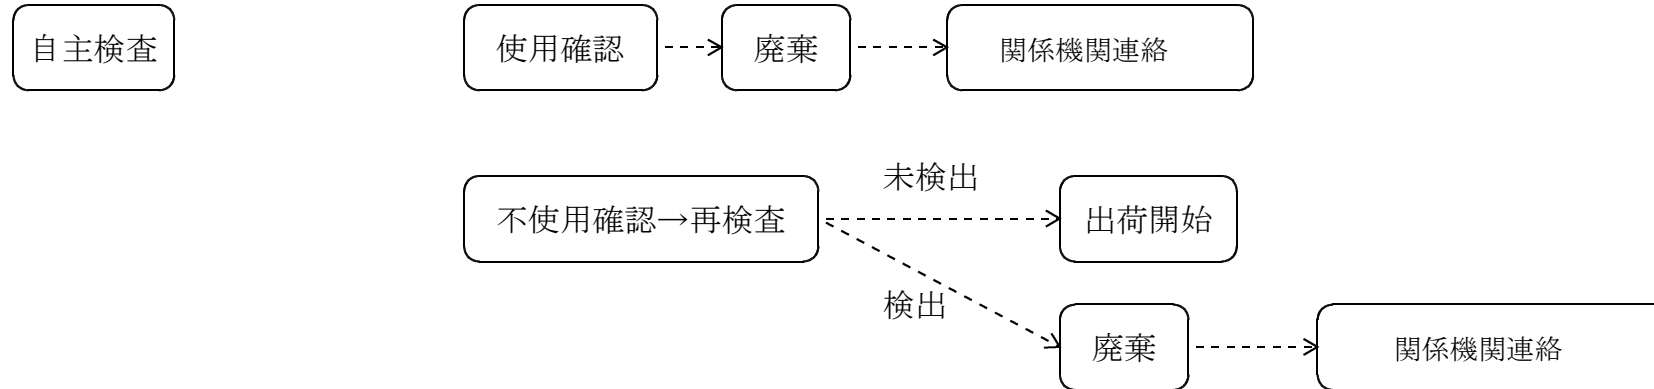 自主検査
使用確認
廃棄
関係機関連絡
不使用確認→再検査
未検出
出荷開始
検出
廃棄
関係機関連絡